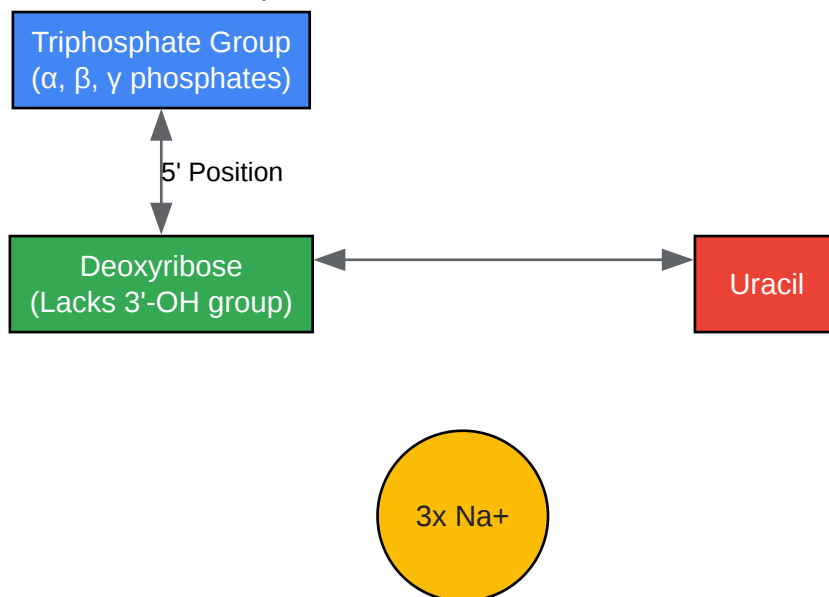 Triphosphate Group
(α, β, γ phosphates)
5' Position
Deoxyribose
(Lacks 3'-OH group)
Uracil
3x Na+